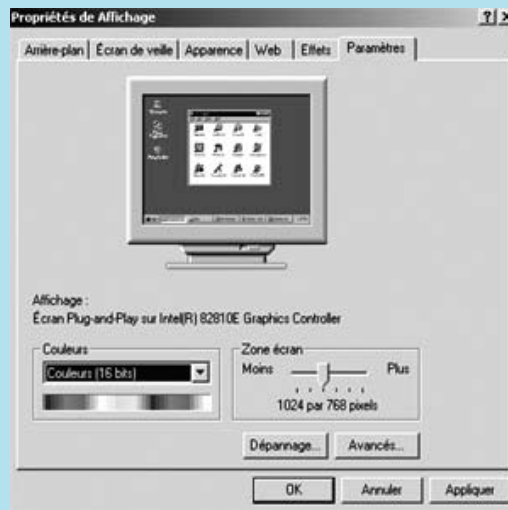 Propriétés de Affichage
Arrière-plan Écran de veille Apparence Web Effets Paramètres
Affichage :
Écran Plug-and-Play sur Intel(R) 82810E Graphics Controller
Couleurs
Couleurs (16 bits)
Zone écran
Moins Plus
1024 par 768 pixels
Dépannage... Avancés...
OK Annuler Appliquer